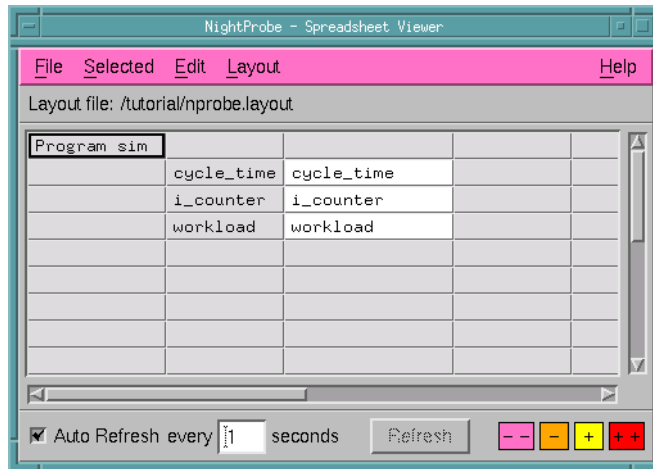 NightProbe - Spreadsheet Viewer
File Selected Edit Layout Help
Layout file: /tutorial/nprobe.layout
Program sim
cycle_time cycle_time
i_counter i_counter
workload workload
Auto Refresh every 1 seconds Refresh -- - + ++